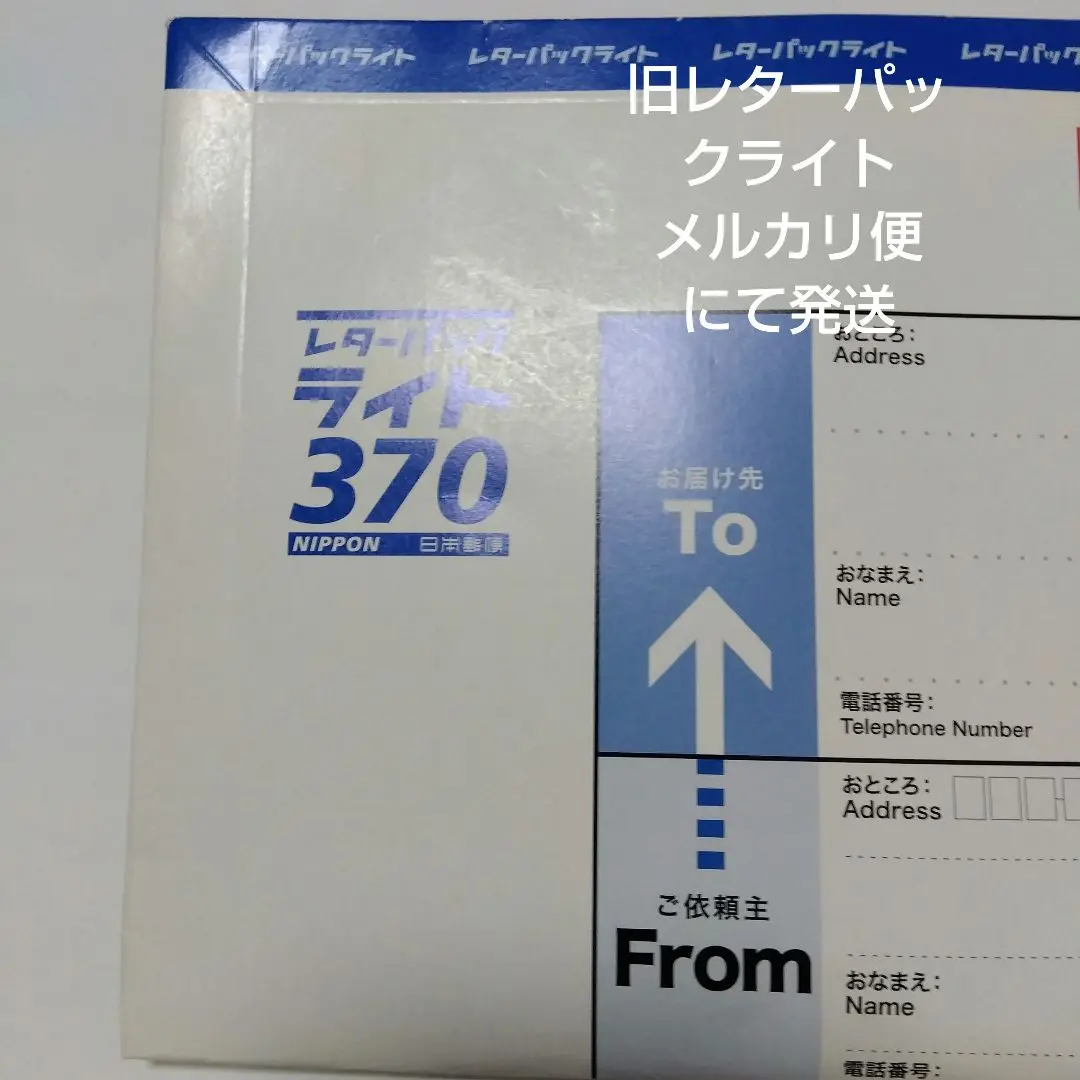 レターパックライト レターパックライト レターパックライト レターパック
旧レターパッ
クライト
メルカリ便
にて発送
レターパック
ライト
370
NIPPON 日本郵便
おところ:
Address
お届け先
To
おなまえ:
Name
電話番号:
Telephone Number
おところ:
Address
ご依頼主
From
おなまえ:
Name
電話番号: